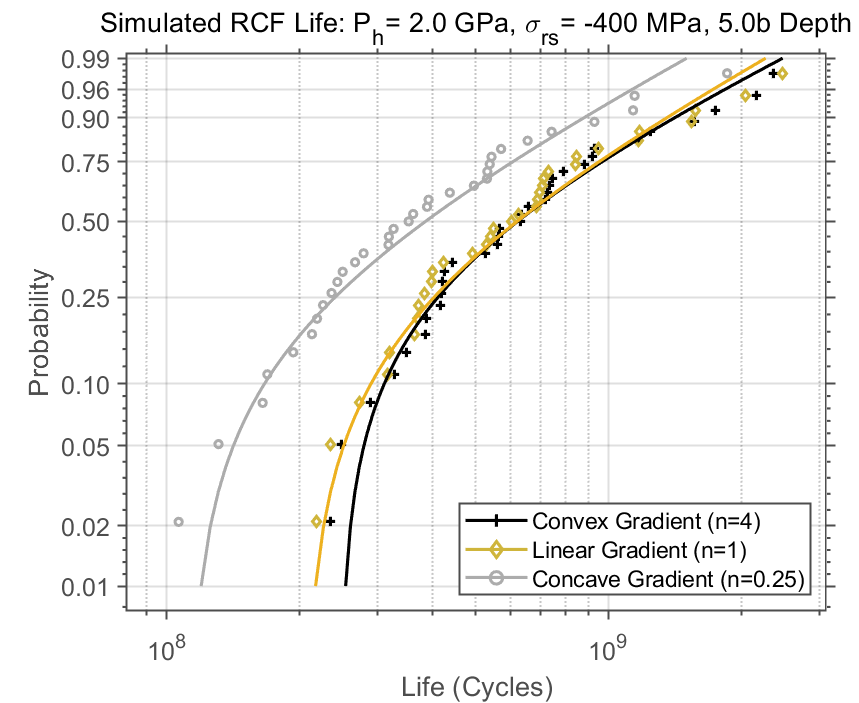 Simulated RCF Life: P_h= 2.0 GPa, σ_rs= -400 MPa, 5.0b Depth
0.99
0.96
0.90
0.75
0.50
0.25
0.10
0.05
0.02
0.01
Probability
Convex Gradient (n=4)
Linear Gradient (n=1)
Concave Gradient (n=0.25)
10^8
10^9
Life (Cycles)